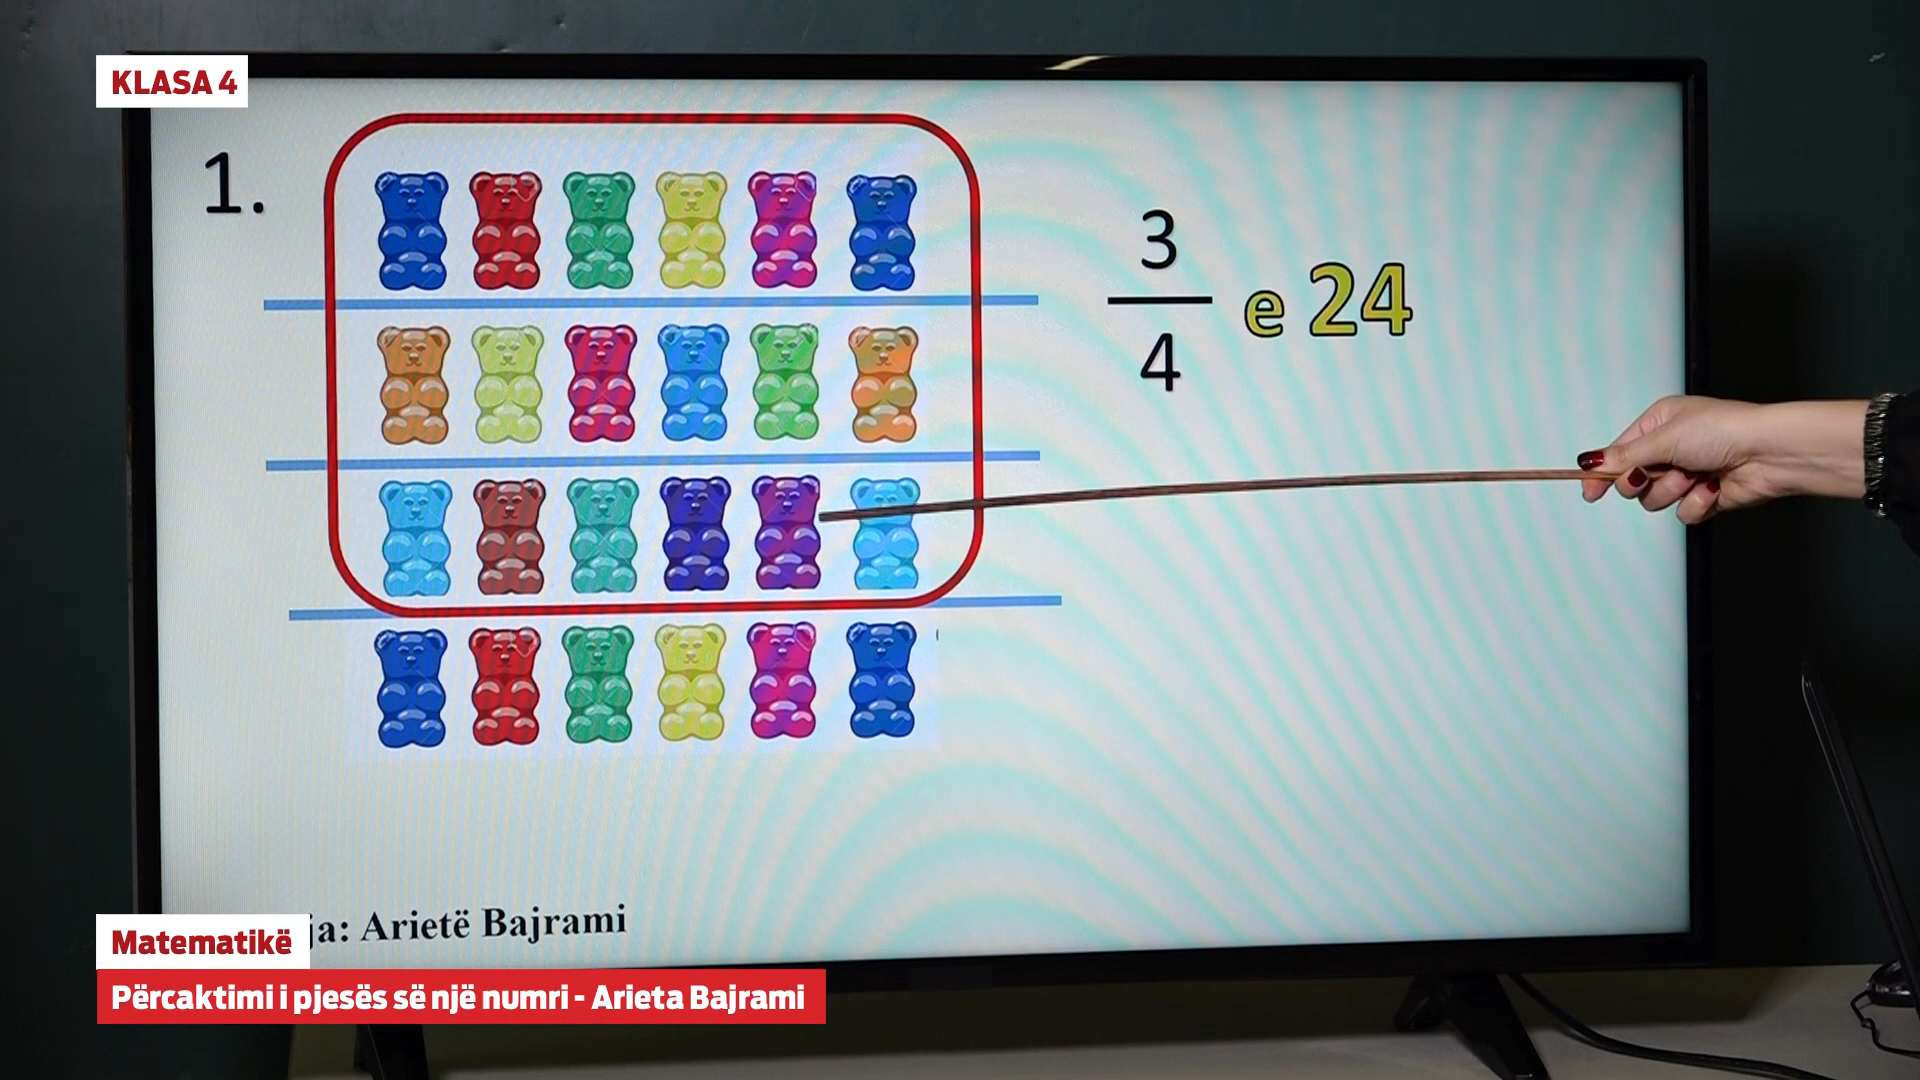 KLASA 4
1.
3
4
e 24
ja: Arietë Bajrami
Matematikë
Përcaktimi i pjesës së një numri - Arieta Bajrami